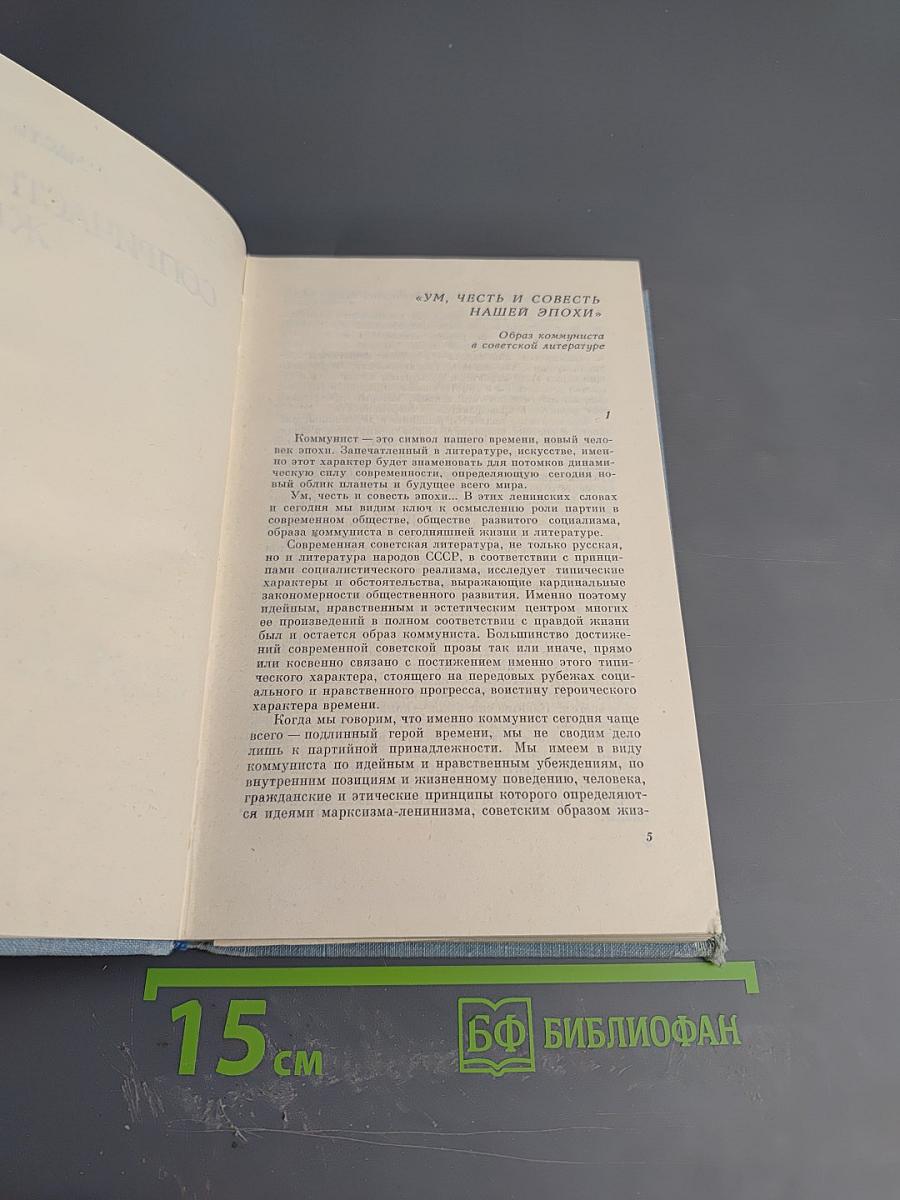 «УМ, ЧЕСТЬ И СОВЕСТЬ
НАШЕЙ ЭПОХИ»
Образ коммуниста
в советской литературе
1
Коммунист — это символ нашего времени, новый чело-
век эпохи. Запечатленный в литературе, искусстве, имен-
но этот характер будет знаменовать для потомков динами-
ческую силу современности, определяющую сегодня но-
вый облик планеты и будущее всего мира.
Ум, честь и совесть эпохи... В этих ленинских словах
и сегодня мы видим ключ к осмыслению роли партии в
современном обществе, обществе развитого социализма,
образа коммуниста в сегодняшней жизни и литературе.
Современная советская литература, не только русская,
но и литература народов СССР, в соответствии с принци-
пами социалистического реализма, исследует типические
характеры и обстоятельства, выражающие кардинальные
закономерности общественного развития. Именно поэтому
идейным, нравственным и эстетическим центром многих
ее произведений в полном соответствии с правдой жизни
был и остается образ коммуниста. Большинство достиже-
ний современной советской прозы так или иначе, прямо
или косвенно связано с постижением именно этого типи-
ческого характера, стоящего на передовых рубежах соци-
ального и нравственного прогресса, воистину героического
характера времени.
Когда мы говорим, что именно коммунист сегодня чаще
всего — подлинный герой времени, мы не сводим дело
лишь к партийной принадлежности. Мы имеем в виду
коммуниста по идейным и нравственным убеждениям, по
внутренним позициям и жизненному поведению, человека,
гражданские и этические принципы которого определяют-
ся идеями марксизма-ленинизма, советским образом жиз-
5
15 см
БФ БИБЛИОФАН